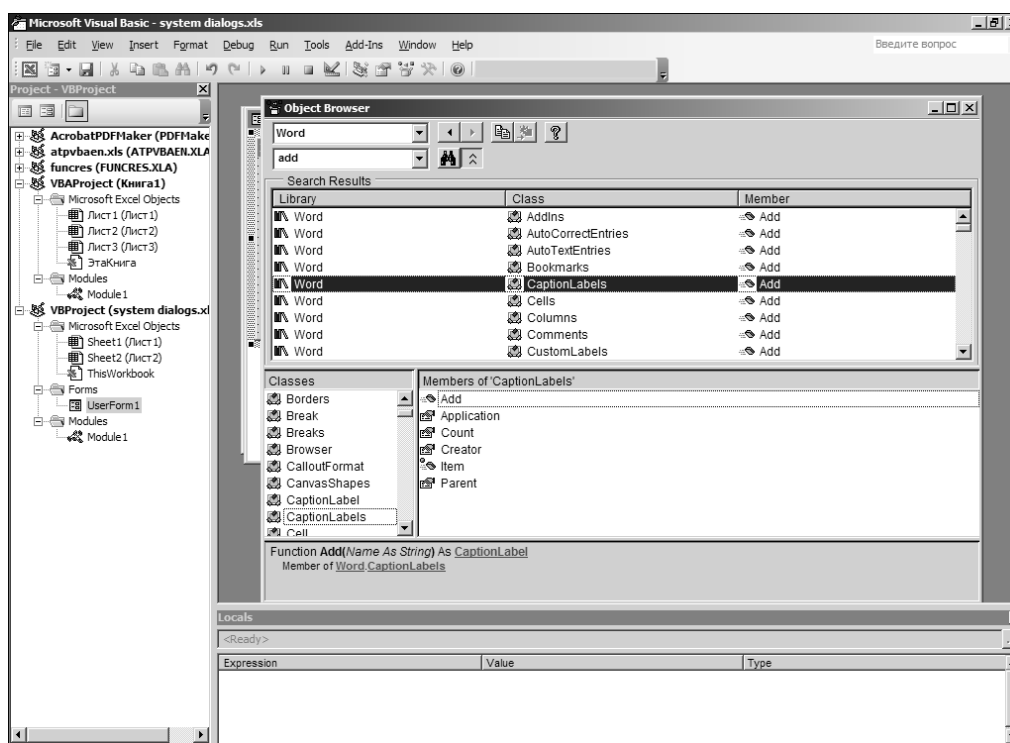 Microsoft Visual Basic - system dialogs.xls
File Edit View Insert Format Debug Run Tools Add-Ins Window Help
Введите вопрос
Project - VBProject
AcrobatPDFMaker (PDFMake
atpvbaen.xls (ATPVBAEN.XLA
funcres (FUNCRES.XLA)
VBAProject (Книга1)
Microsoft Excel Objects
Лист1 (Лист1)
Лист2 (Лист2)
Лист3 (Лист3)
ЭтаКнига
Modules
Module1
VBProject (system dialogs.xl
Microsoft Excel Objects
Sheet1 (Лист1)
Sheet2 (Лист2)
ThisWorkbook
Forms
UserForm1
Modules
Module1
Object Browser
Word
add
Search Results
Library Class Member
Word AddIns Add
Word AutoCorrectEntries Add
Word AutoTextEntries Add
Word Bookmarks Add
Word CaptionLabels Add
Word Cells Add
Word Columns Add
Word Comments Add
Word CustomLabels Add
Classes
Borders
Break
Breaks
Browser
CalloutFormat
CanvasShapes
CaptionLabel
CaptionLabels
Cell
Members of 'CaptionLabels'
Add
Application
Count
Creator
Item
Parent
Function Add(Name As String) As CaptionLabel
Member of Word.CaptionLabels
Locals
<Ready>
Expression Value Type